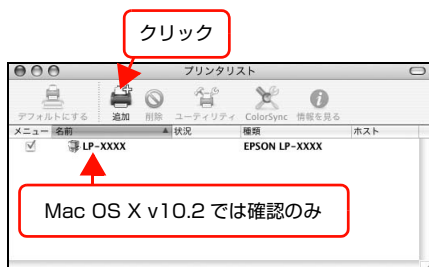 クリック
プリンタリスト
デフォルトにする 追加 削除 ユーティリティ ColorSync 情報を見る
メニュー 名前 状況 種類 ホスト
LP-XXXX EPSON LP-XXXX
Mac OS X v10.2 では確認のみ